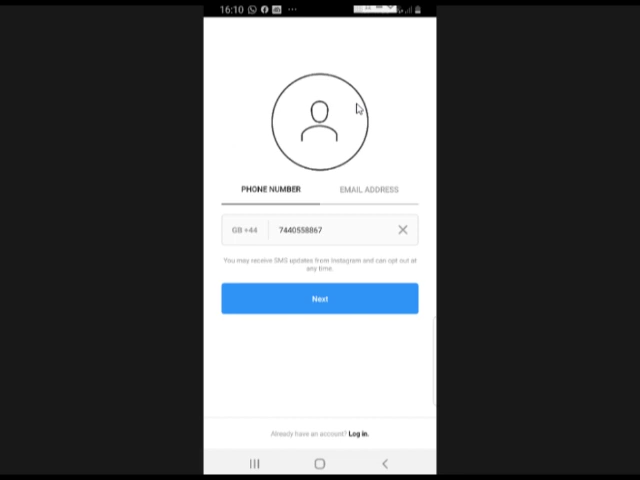 16:10
PHONE NUMBER EMAIL ADDRESS
GB +44 7440558867
You may receive SMS updates from Instagram and can opt out at
any time.
Next
Already have an account? Log in.